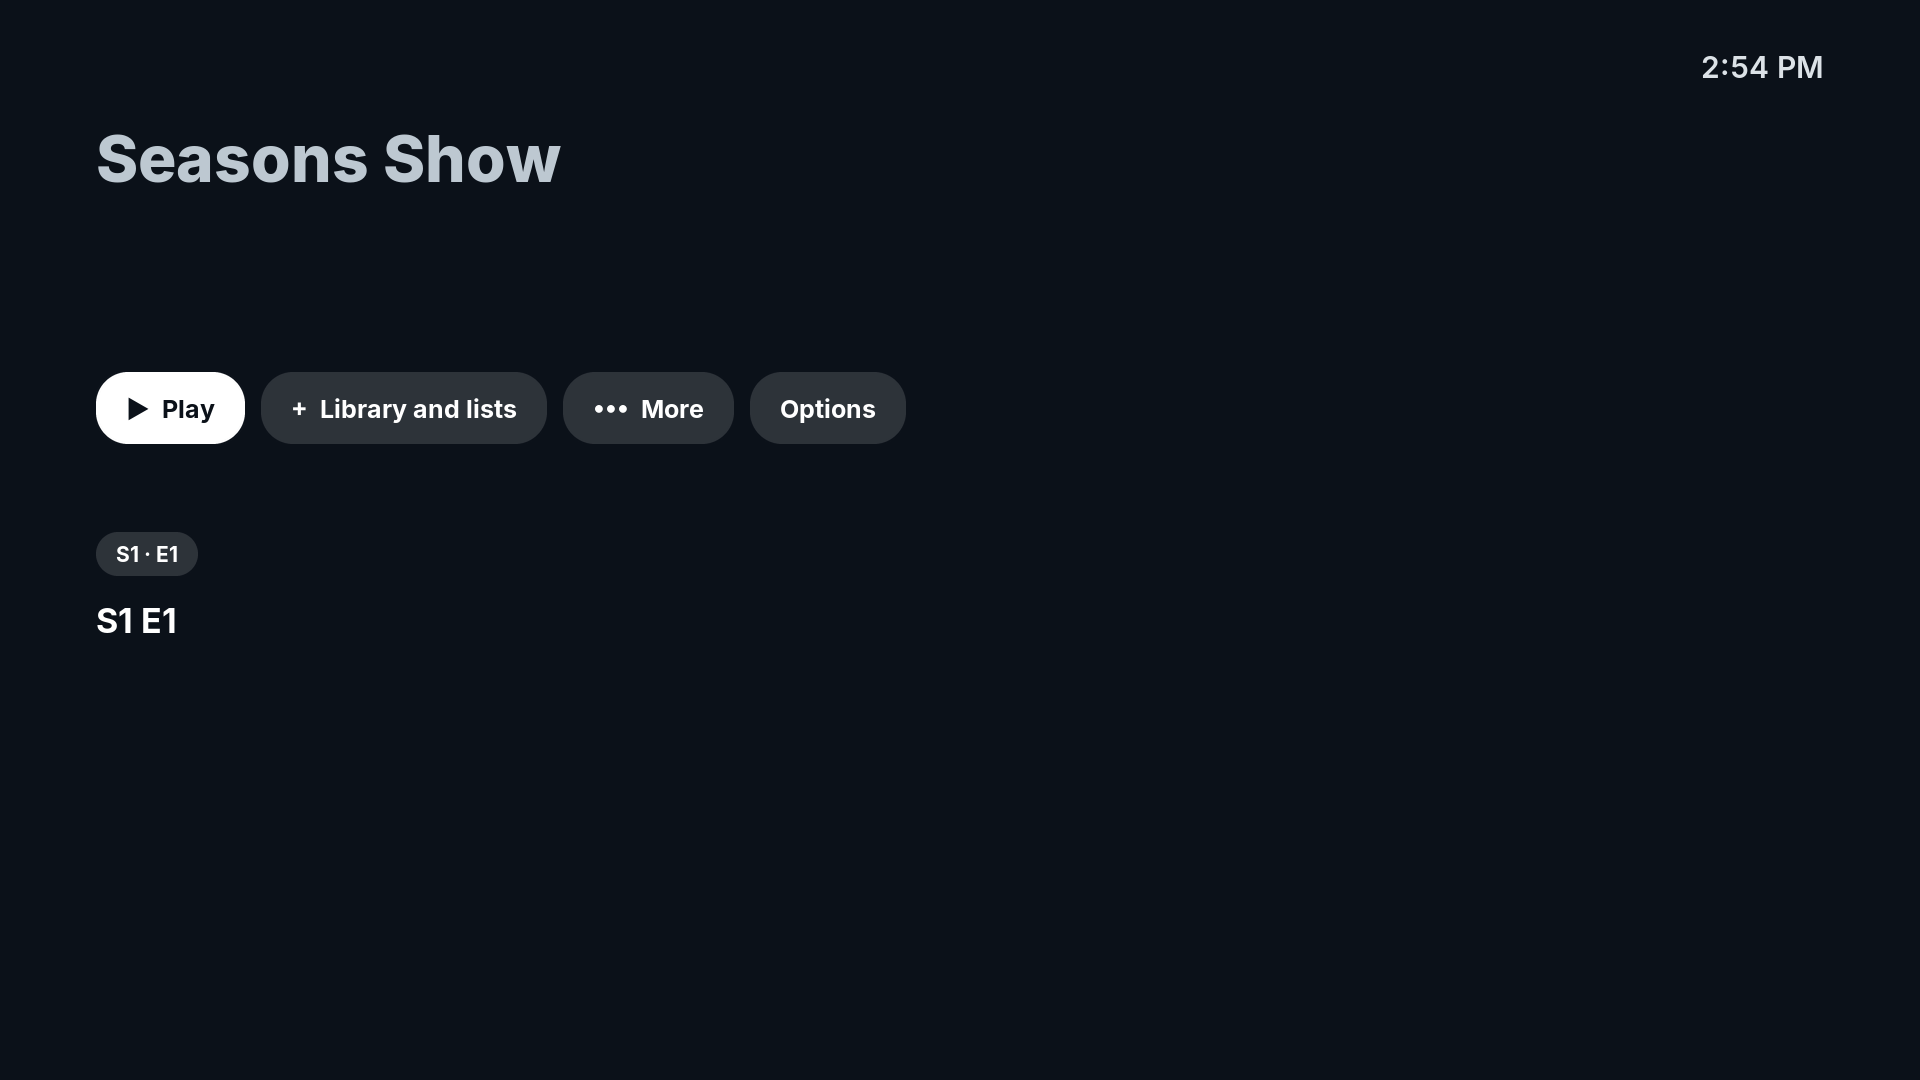 2:54 PM
Seasons Show
Play
+ Library and lists
••• More
Options
S1 · E1
S1 E1